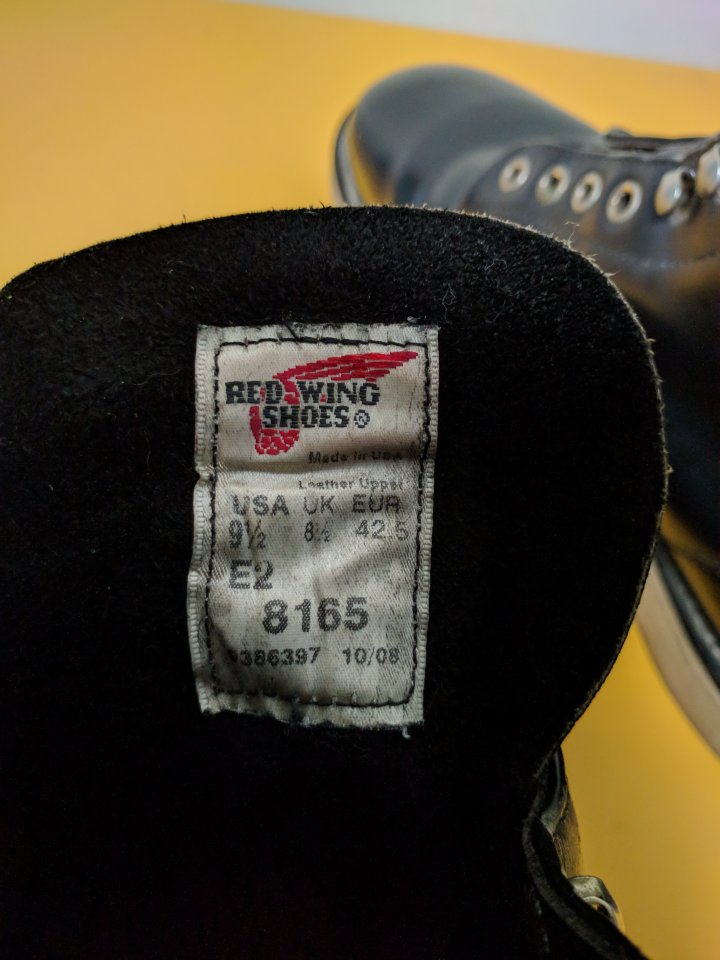 RED WING
SHOES®
Made in USA
Leather Upper
USA UK EUR
9½ 8½ 42.5
E2
8165
10/08